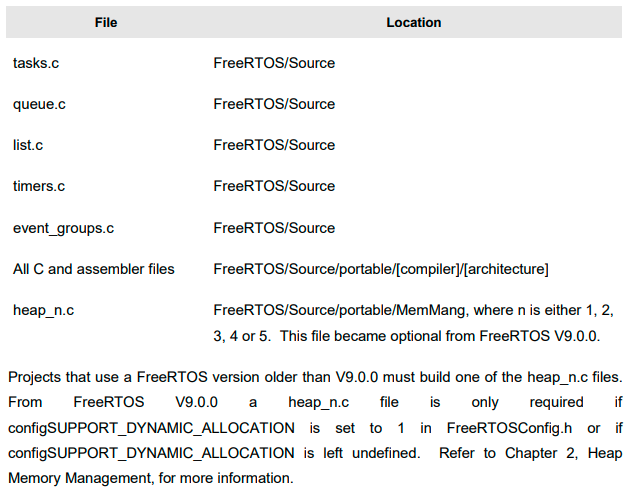 File Location
tasks.c FreeRTOS/Source
queue.c FreeRTOS/Source
list.c FreeRTOS/Source
timers.c FreeRTOS/Source
event_groups.c FreeRTOS/Source
All C and assembler files FreeRTOS/Source/portable/[compiler]/[architecture]
heap_n.c FreeRTOS/Source/portable/MemMang, where n is either 1, 2,
3, 4 or 5. This file became optional from FreeRTOS V9.0.0.
Projects that use a FreeRTOS version older than V9.0.0 must build one of the heap_n.c files.
From FreeRTOS V9.0.0 a heap_n.c file is only required if
configSUPPORT_DYNAMIC_ALLOCATION is set to 1 in FreeRTOSConfig.h or if
configSUPPORT_DYNAMIC_ALLOCATION is left undefined. Refer to Chapter 2, Heap
Memory Management, for more information.